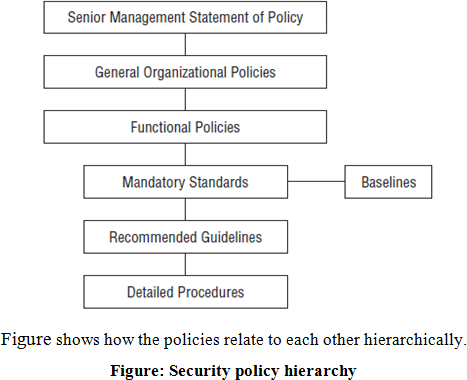 Senior Management Statement of Policy
General Organizational Policies
Functional Policies
Mandatory Standards
Baselines
Recommended Guidelines
Detailed Procedures
Figure shows how the policies relate to each other hierarchically.
Figure: Security policy hierarchy